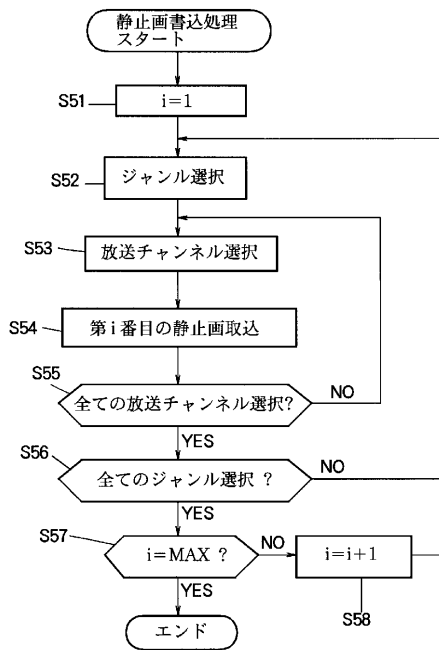 静止画書込処理
スタート
S51
i=1
S52
ジャンル選択
S53
放送チャンネル選択
S54
第i番目の静止画取込
S55
全ての放送チャンネル選択?
NO
YES
S56
全てのジャンル選択 ?
NO
YES
S57
i=MAX ?
NO
i=i+1
S58
YES
エンド